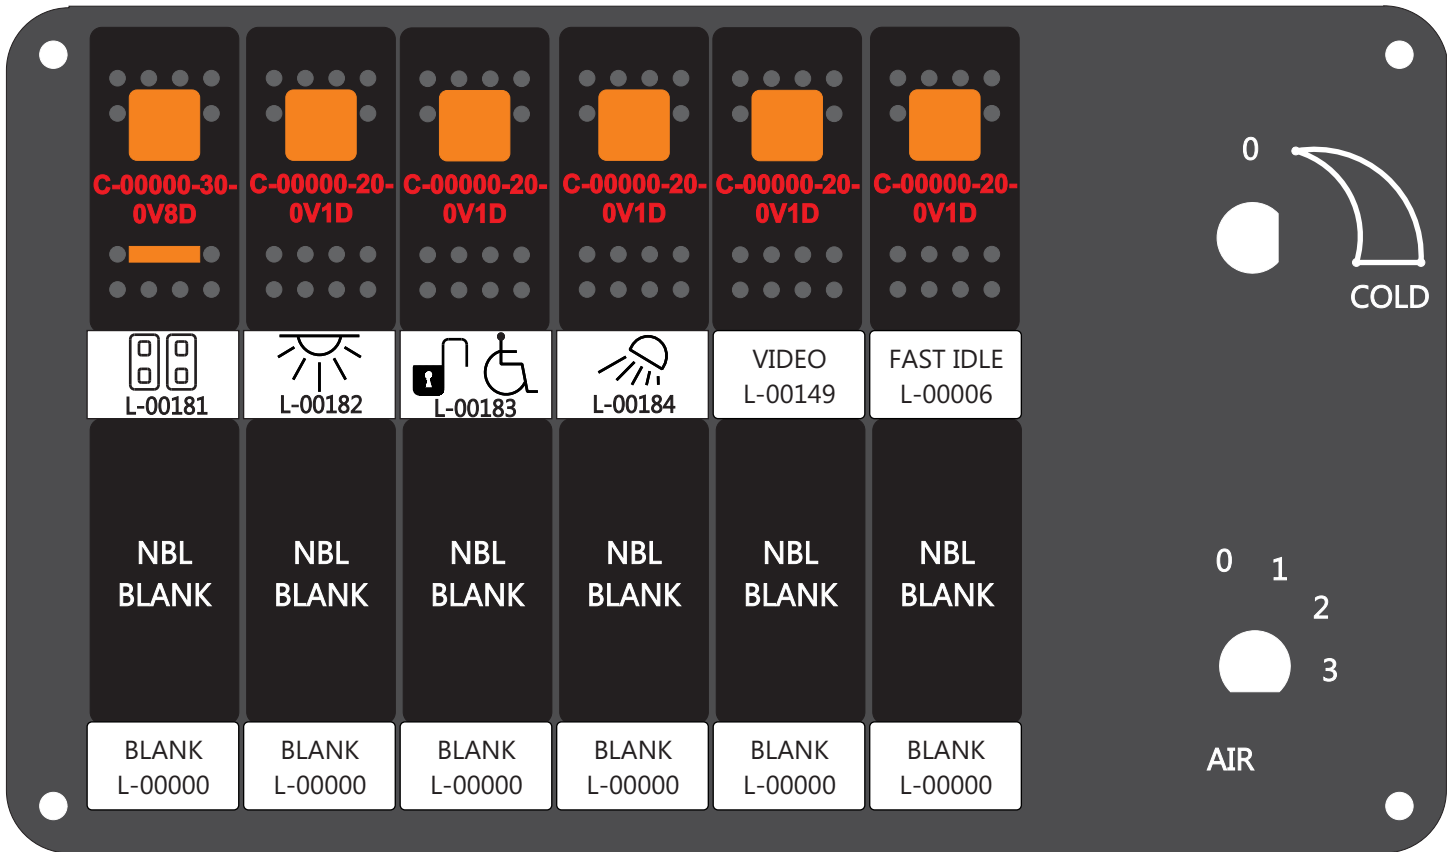 C-00000-30-
0V8D
C-00000-20-
0V1D
C-00000-20-
0V1D
C-00000-20-
0V1D
C-00000-20-
0V1D
C-00000-20-
0V1D
L-00181
L-00182
L-00183
L-00184
VIDEO
L-00149
FAST IDLE
L-00006
NBL
BLANK
NBL
BLANK
NBL
BLANK
NBL
BLANK
NBL
BLANK
NBL
BLANK
BLANK
L-00000
BLANK
L-00000
BLANK
L-00000
BLANK
L-00000
BLANK
L-00000
BLANK
L-00000
0
COLD
0
1
2
3
AIR